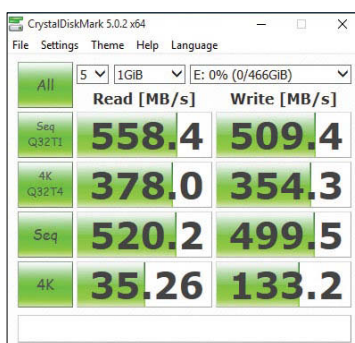 CrystalDiskMark 5.0.2 x64
File Settings Theme Help Language
All 5 1GiB E: 0% (0/466GiB)
Read [MB/s] Write [MB/s]
Seq Q32T1 558.4 509.4
4K Q32T4 378.0 354.3
Seq 520.2 499.5
4K 35.26 133.2